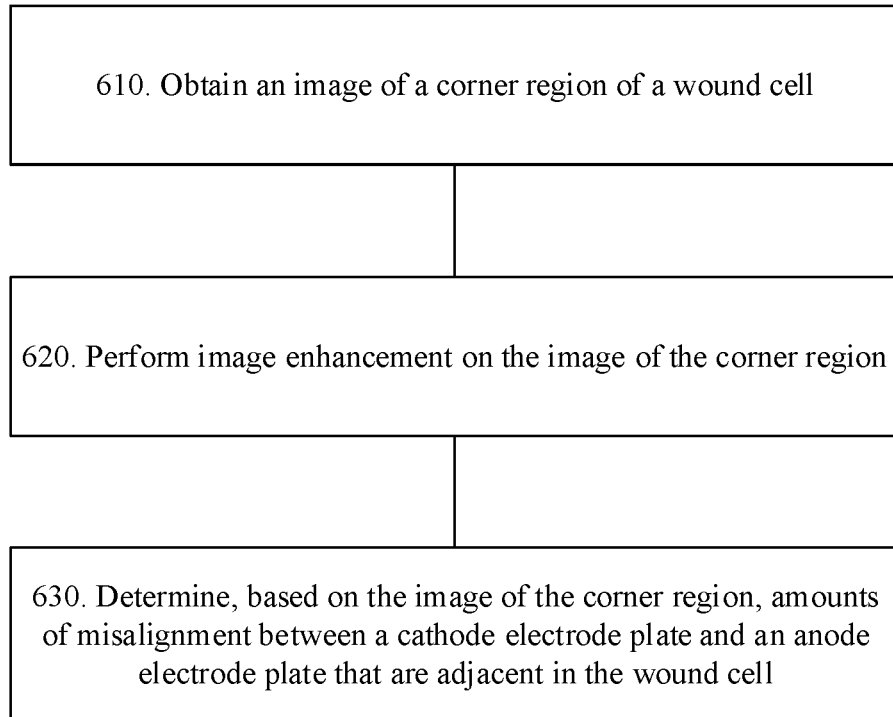 610. Obtain an image of a corner region of a wound cell
620. Perform image enhancement on the image of the corner region
630. Determine, based on the image of the corner region, amounts
of misalignment between a cathode electrode plate and an anode
electrode plate that are adjacent in the wound cell